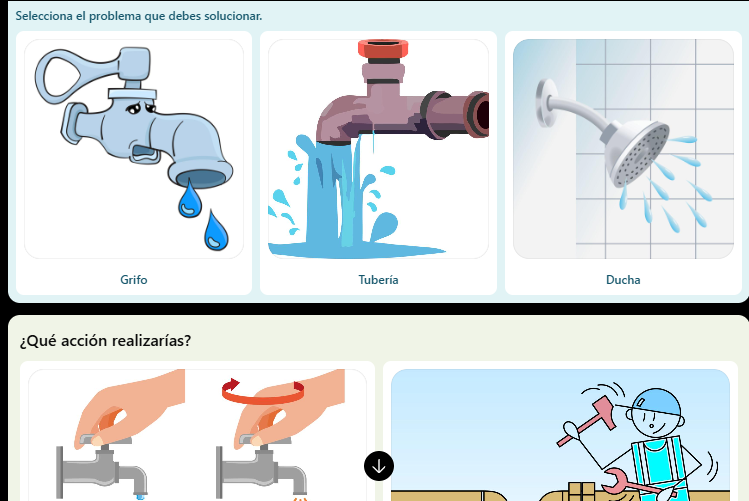 Selecciona el problema que debes solucionar.
Grifo
Tubería
Ducha
¿Qué acción realizarías?